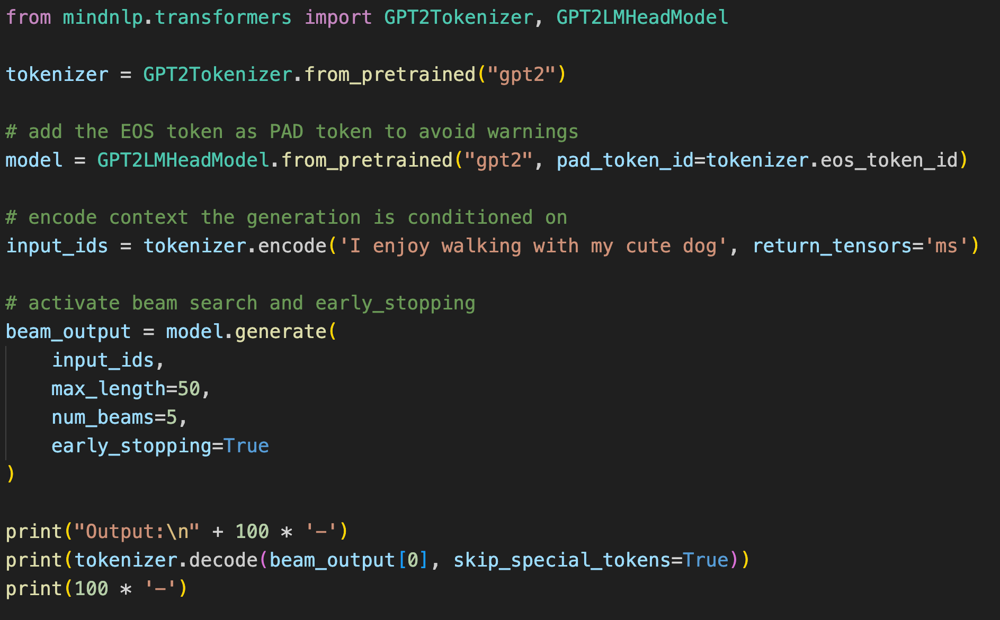 from mindnlp.transformers import GPT2Tokenizer, GPT2LMHeadModel

tokenizer = GPT2Tokenizer.from_pretrained("gpt2")

# add the EOS token as PAD token to avoid warnings
model = GPT2LMHeadModel.from_pretrained("gpt2", pad_token_id=tokenizer.eos_token_id)

# encode context the generation is conditioned on
input_ids = tokenizer.encode('I enjoy walking with my cute dog', return_tensors='ms')

# activate beam search and early_stopping
beam_output = model.generate(
    input_ids,
    max_length=50,
    num_beams=5,
    early_stopping=True
)

print("Output:\n" + 100 * '-')
print(tokenizer.decode(beam_output[0], skip_special_tokens=True))
print(100 * '-')